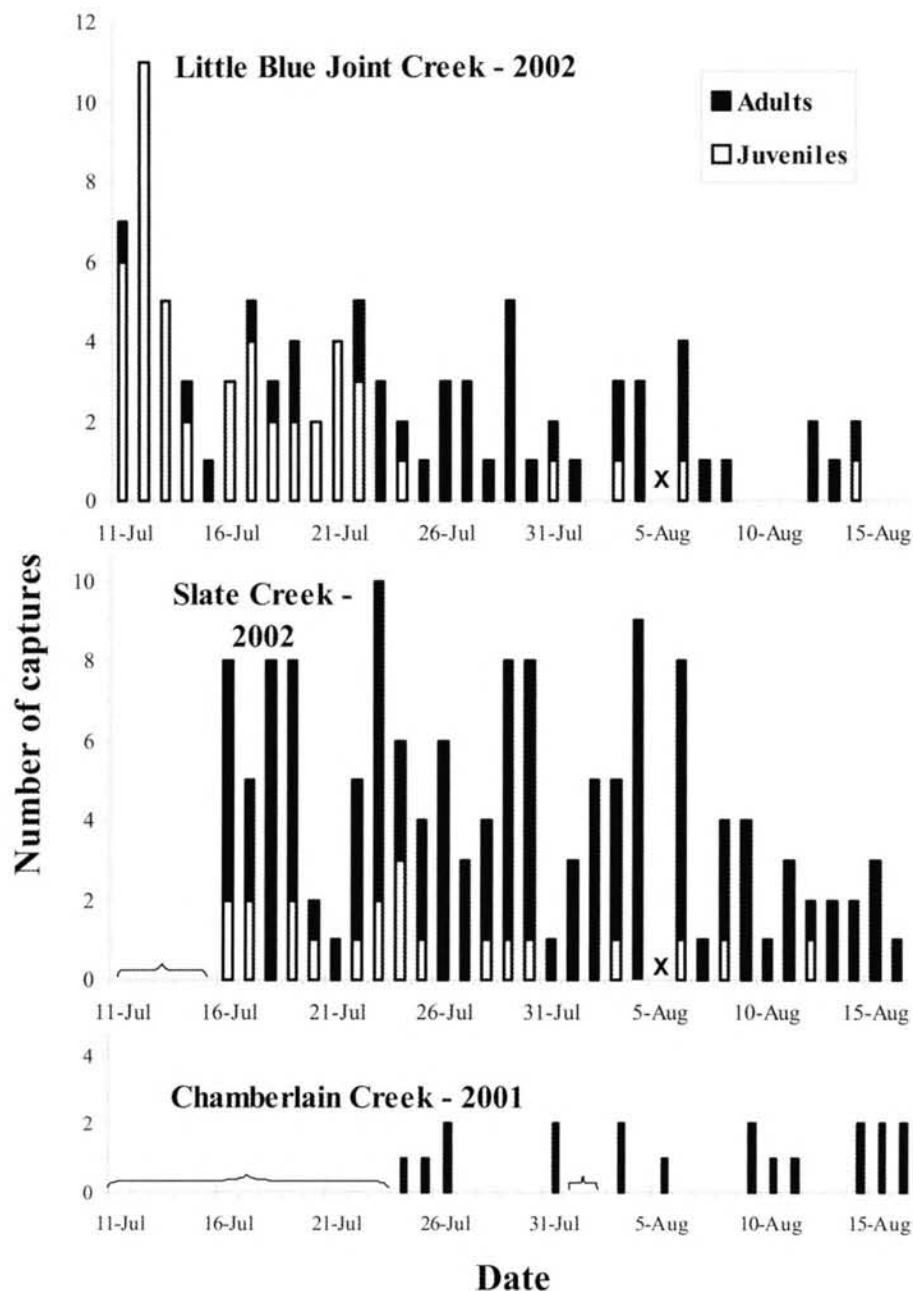 12
Little Blue Joint Creek - 2002
Adults
10
Juveniles
8
6
4
2
X
0
11-Jul 16-Jul 21-Jul 26-Jul 31-Jul 5-Aug 10-Aug 15-Aug
Number of captures
10
Slate Creek -
2002
8
6
4
2
X
0
11-Jul 16-Jul 21-Jul 26-Jul 31-Jul 5-Aug 10-Aug 15-Aug
4
Chamberlain Creek - 2001
2
0
11-Jul 16-Jul 21-Jul 26-Jul 31-Jul 5-Aug 10-Aug 15-Aug
Date